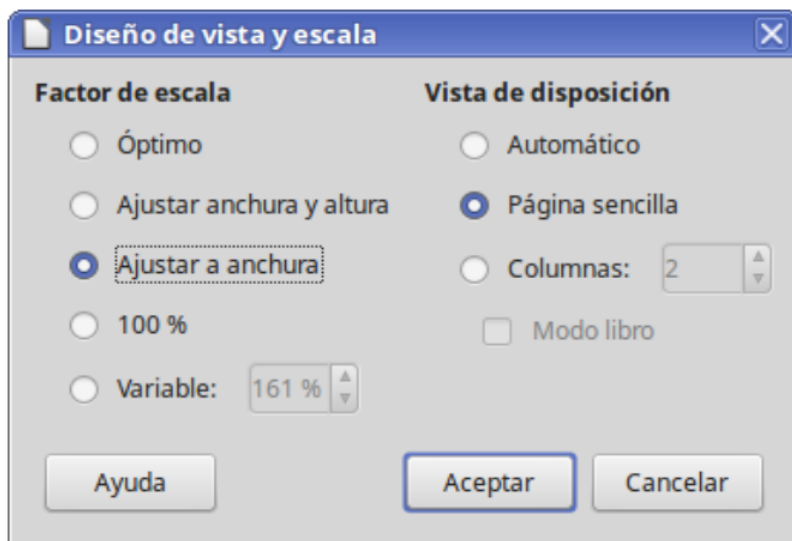 Diseño de vista y escala
Factor de escala
Óptimo
Ajustar anchura y altura
Ajustar a anchura
100 %
Variable: 161 %
Vista de disposición
Automático
Página sencilla
Columnas: 2
Modo libro
Ayuda
Aceptar
Cancelar